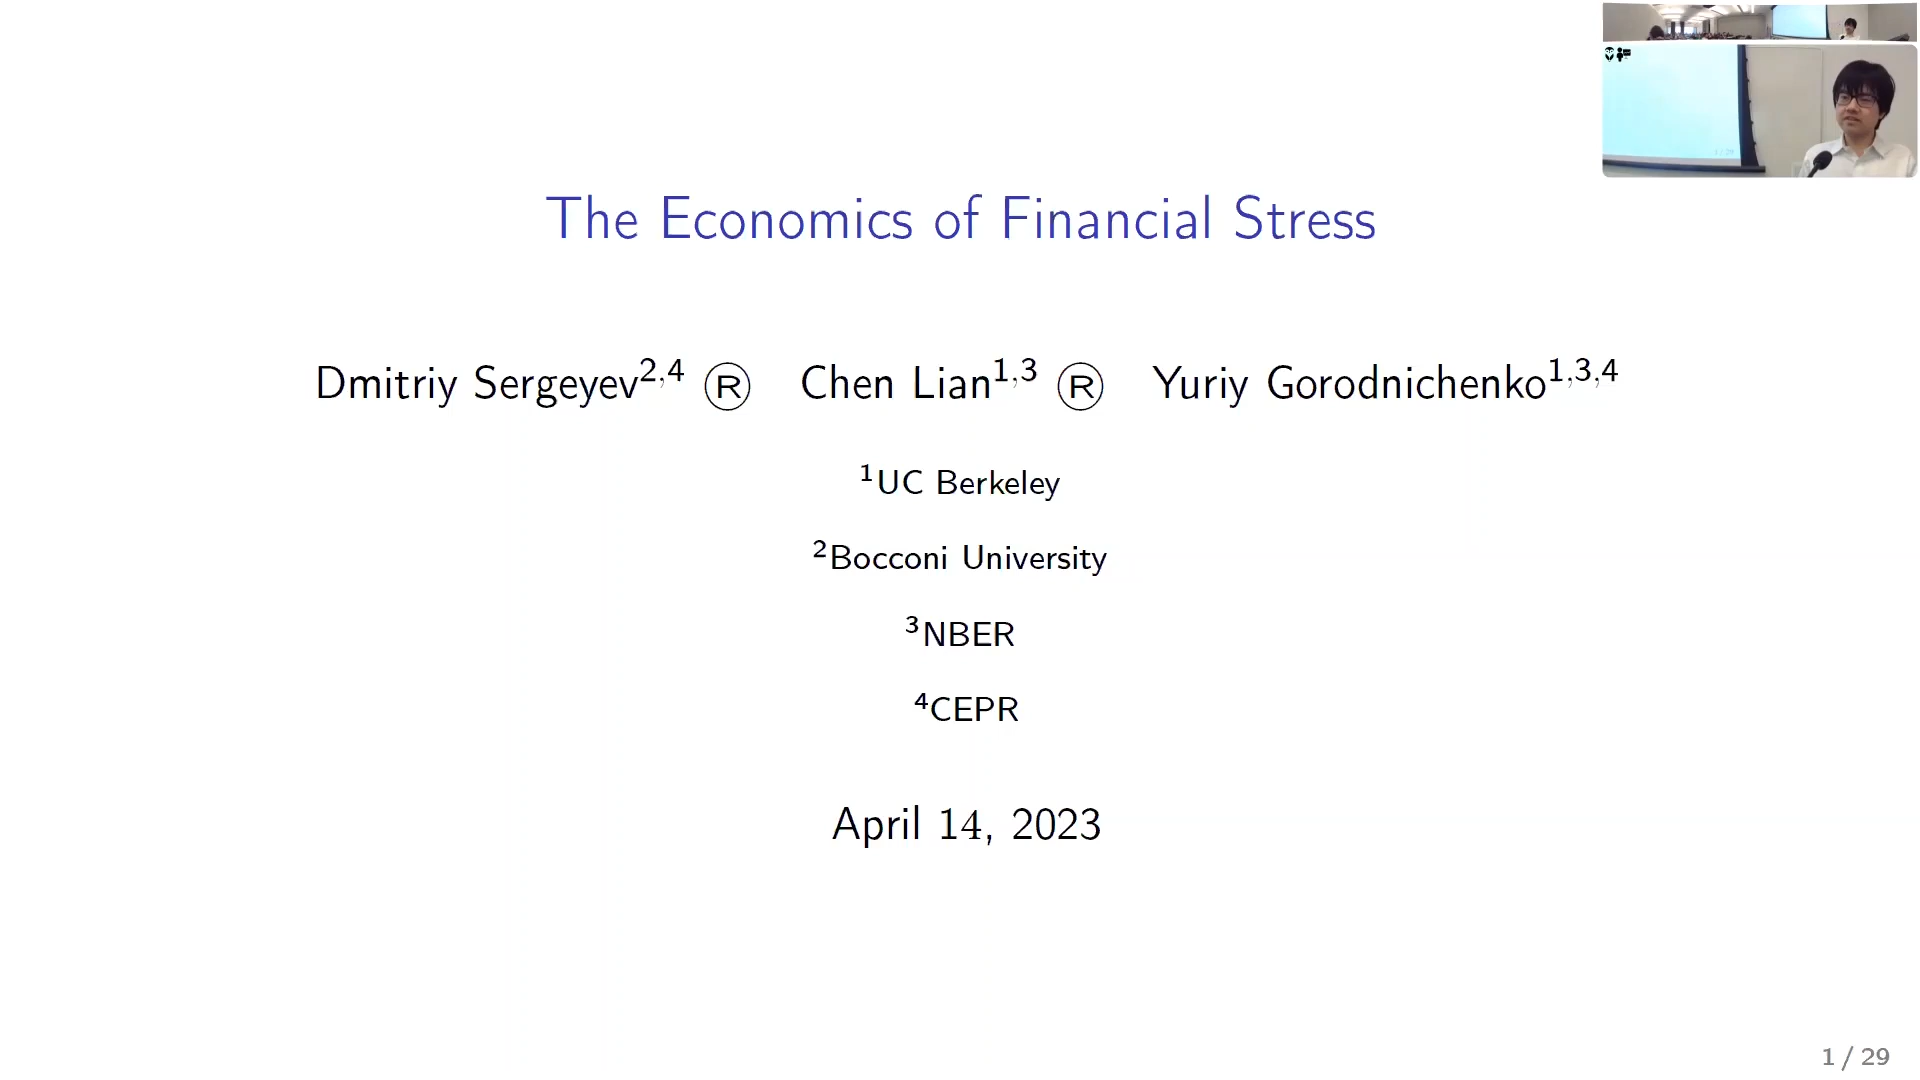 The Economics of Financial Stress
Dmitriy Sergeyev2,4 Ⓡ Chen Lian1,3 Ⓡ Yuriy Gorodnichenko1,3,4
1UC Berkeley
2Bocconi University
3NBER
4CEPR
April 14, 2023
1 / 29